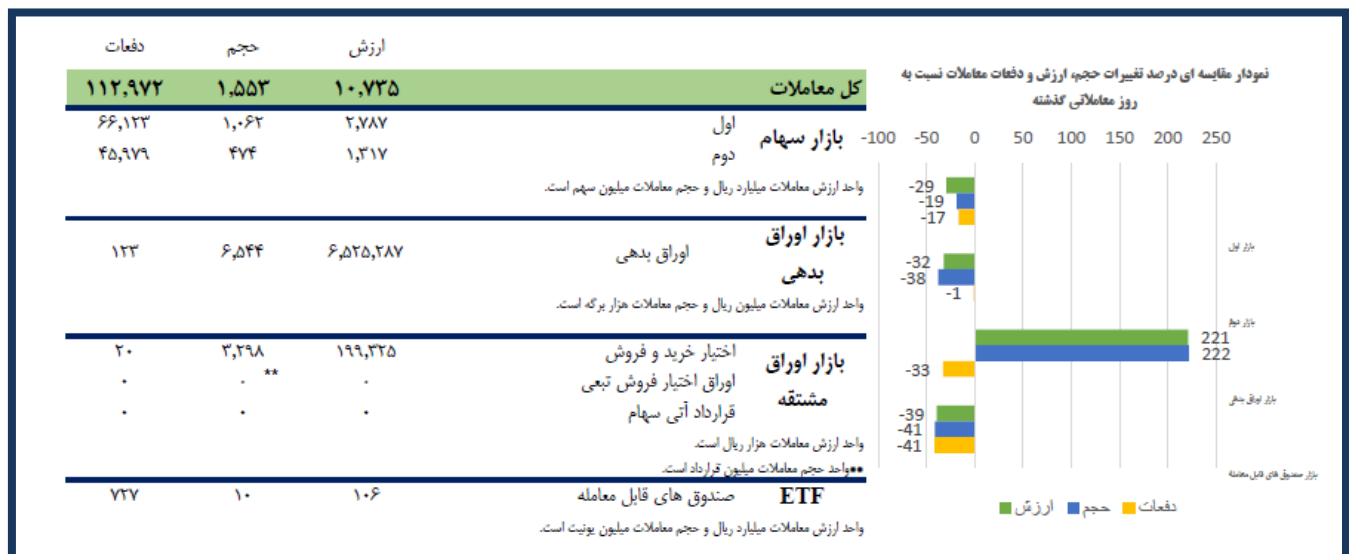 ارزش حجم دفعات
کل معاملات ۱۰,۷۳۵ ۱,۵۵۳ ۱۱۲,۹۷۲
بازار سهام
اول ۲,۷۸۷ ۱,۰۶۲ ۶۶,۱۲۳
دوم ۱,۳۱۷ ۴۷۴ ۴۵,۹۷۹
واحد ارزش معاملات میلیارد ریال و حجم معاملات میلیون سهم است.
بازار اوراق
بدهی
اوراق بدهی ۶,۵۲۵,۲۸۷ ۶,۵۴۴ ۱۲۳
واحد ارزش معاملات میلیون ریال و حجم معاملات هزار برگه است.
بازار اوراق
مشتقه
اختیار خرید و فروش ۱۹۹,۳۲۵ ۳,۲۹۸ ۲۰
اوراق اختیار فروش تبعی ۰ ۰** ۰
قرارداد آتی سهام ۰ ۰ ۰
واحد ارزش معاملات هزار ریال است.
●●واحد حجم معاملات میلیون قرارداد است.
ETF صندوق های قابل معامله ۱۰۶ ۱۰ ۷۲۷
واحد ارزش معاملات میلیارد ریال و حجم معاملات میلیون یونیت است.
نمودار مقایسه ای درصد تغییرات حجم، ارزش و دفعات معاملات نسبت به
روز معاملاتی گذشته
-100 -50 0 50 100 150 200 250
-29
-19
-17
بازار اول
-32
-38
-1
بازار دوم
221
222
-33
بازار اوراق بدهی
-39
-41
-41
بازار صندوق های قابل معامله
ارزش حجم دفعات